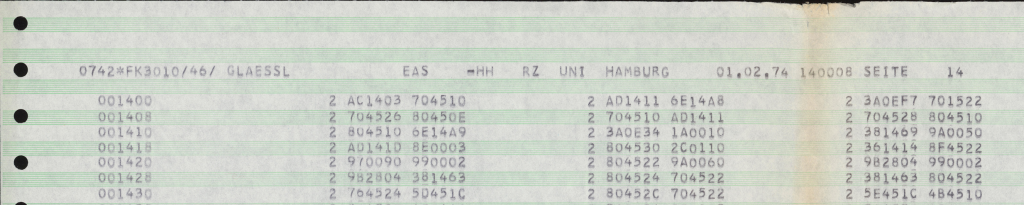 0742*FK3010/46/ GLAESSL EAS =HH RZ UNI HAMBURG 01.02.74 140008 SEITE 14
001400 2 AC1403 704510 2 AD1411 6E14A8 2 3A0EF7 701522
001408 2 704526 80450E 2 704510 AD1411 2 704528 804510
001410 2 804510 6E14A9 2 3A0E34 1A0010 2 381469 9A0050
001418 2 AD1410 8E0003 2 804530 2C0110 2 361414 8F4522
001420 2 970090 990002 2 804522 9A0060 2 982804 990002
001428 2 982804 381463 2 804524 704522 2 381463 804522
001430 2 764524 50451C 2 80452C 704522 2 5E451C 4B4510